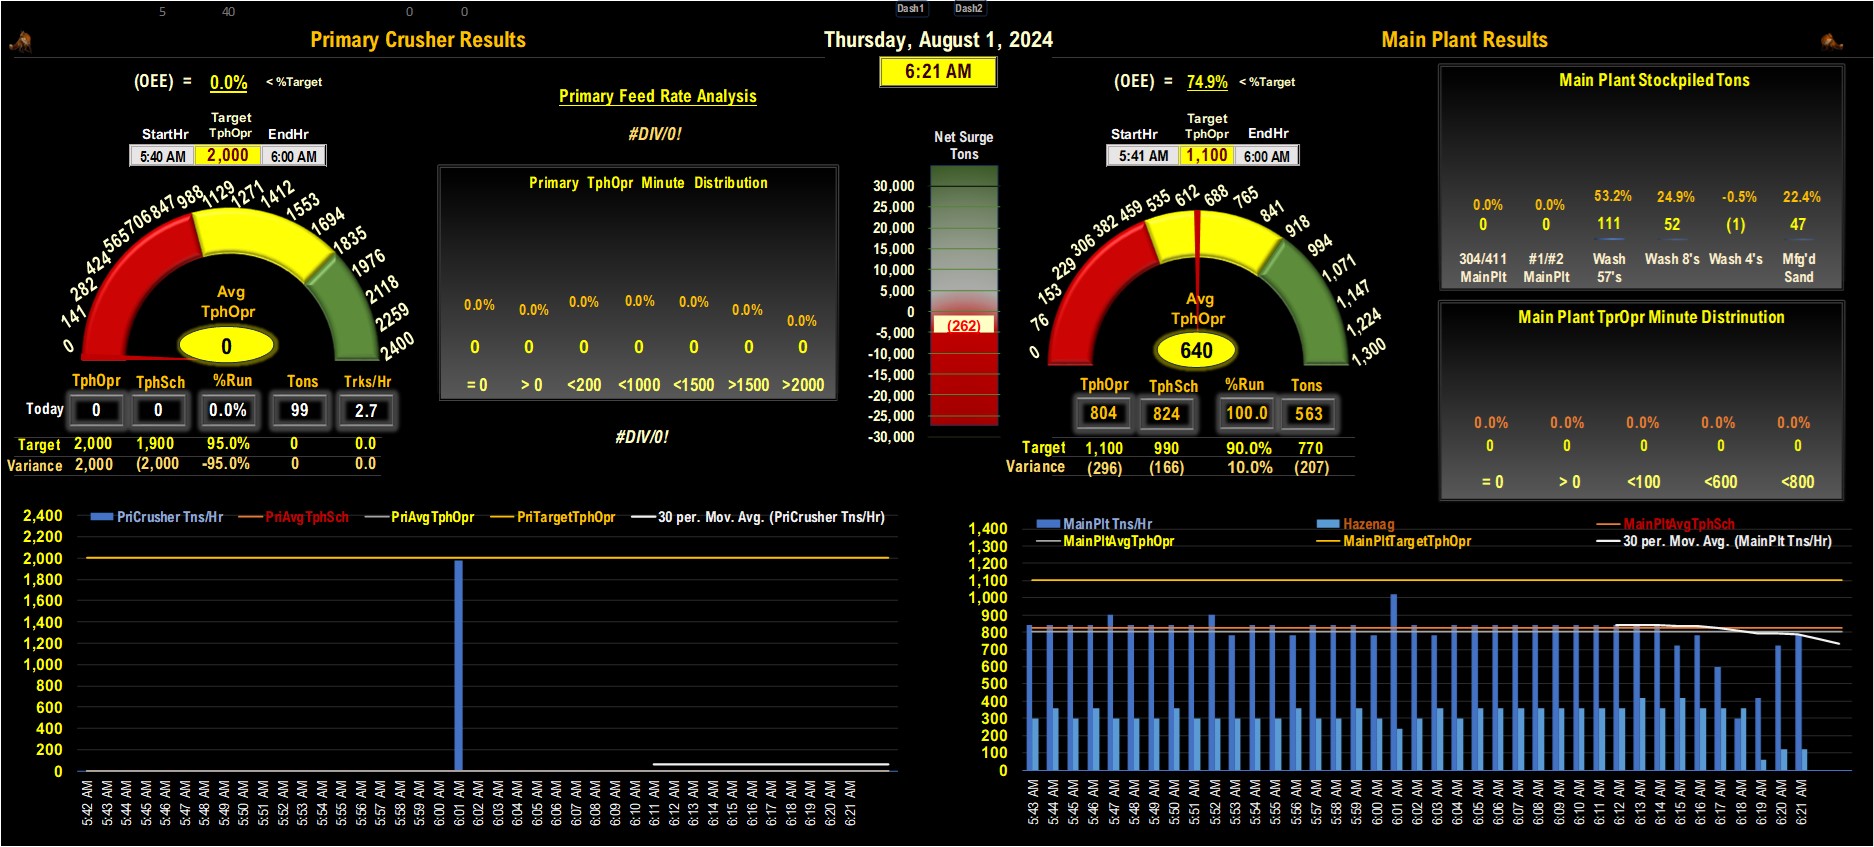 5 40 0 0 Dash1 Dash2
Primary Crusher Results
Thursday, August 1, 2024
Main Plant Results
6:21 AM
(OEE) = 0.0% < %Target
Primary Feed Rate Analysis
#DIV/0!
StartHr Target TphOpr EndHr
5:40 AM 2,000 6:00 AM
0 141 282 424 565 706 847 988 1129 1271 1412 1553 1694 1835 1976 2118 2259 2400
Avg
TphOpr
0
TphOpr TphSch %Run Tons Trks/Hr
Today 0 0 0.0% 99 2.7
Target 2,000 1,900 95.0% 0 0.0
Variance 2,000 (2,000 -95.0% 0 0.0
Primary TphOpr Minute Distribution
0.0% 0.0% 0.0% 0.0% 0.0% 0.0% 0.0%
0 0 0 0 0 0 0
= 0 > 0 <200 <1000 <1500 >1500 >2000
#DIV/0!
Net Surge
Tons
30,000
25,000
20,000
15,000
10,000
5,000
0
-5,000
-10,000
-15,000
-20,000
-25,000
-30,000
(262)
(OEE) = 74.9% < %Target
StartHr Target TphOpr EndHr
5:41 AM 1,100 6:00 AM
0 76 153 229 306 382 459 535 612 688 765 841 918 994 1,071 1,147 1,224 1,300
Avg
TphOpr
640
TphOpr TphSch %Run Tons
804 824 100.0 563
Target 1,100 990 90.0% 770
Variance (296) (166) 10.0% (207)
Main Plant Stockpiled Tons
0.0% 0.0% 53.2% 24.9% -0.5% 22.4%
0 0 111 52 (1) 47
304/411 #1/#2 Wash Wash 8's Wash 4's Mfg'd
MainPlt MainPlt 57's Sand
Main Plant TprOpr Minute Distrinution
0.0% 0.0% 0.0% 0.0% 0.0%
0 0 0 0 0
= 0 > 0 <100 <600 <800
PriCrusher Tns/Hr PriAvgTphSch PriAvgTphOpr PriTargetTphOpr 30 per. Mov. Avg. (PriCrusher Tns/Hr)
2,400
2,200
2,000
1,800
1,600
1,400
1,200
1,000
800
600
400
200
0
5:42 AM 5:43 AM 5:44 AM 5:45 AM 5:46 AM 5:47 AM 5:48 AM 5:49 AM 5:50 AM 5:51 AM 5:52 AM 5:53 AM 5:54 AM 5:55 AM 5:56 AM 5:57 AM 5:58 AM 5:59 AM 6:00 AM 6:01 AM 6:02 AM 6:03 AM 6:04 AM 6:05 AM 6:06 AM 6:07 AM 6:08 AM 6:09 AM 6:10 AM 6:11 AM 6:12 AM 6:13 AM 6:14 AM 6:15 AM 6:16 AM 6:17 AM 6:18 AM 6:19 AM 6:20 AM 6:21 AM
MainPlt Tns/Hr Hazenag MainPltAvgTphSch
MainPltAvgTphOpr MainPltTargetTphOpr 30 per. Mov. Avg. (MainPlt Tns/Hr)
1,400
1,300
1,200
1,100
1,000
900
800
700
600
500
400
300
200
100
0
5:43 AM 5:44 AM 5:45 AM 5:46 AM 5:47 AM 5:48 AM 5:49 AM 5:50 AM 5:51 AM 5:52 AM 5:53 AM 5:54 AM 5:55 AM 5:56 AM 5:57 AM 5:58 AM 5:59 AM 6:00 AM 6:01 AM 6:02 AM 6:03 AM 6:04 AM 6:05 AM 6:06 AM 6:07 AM 6:08 AM 6:09 AM 6:10 AM 6:11 AM 6:12 AM 6:13 AM 6:14 AM 6:15 AM 6:16 AM 6:17 AM 6:18 AM 6:19 AM 6:20 AM 6:21 AM